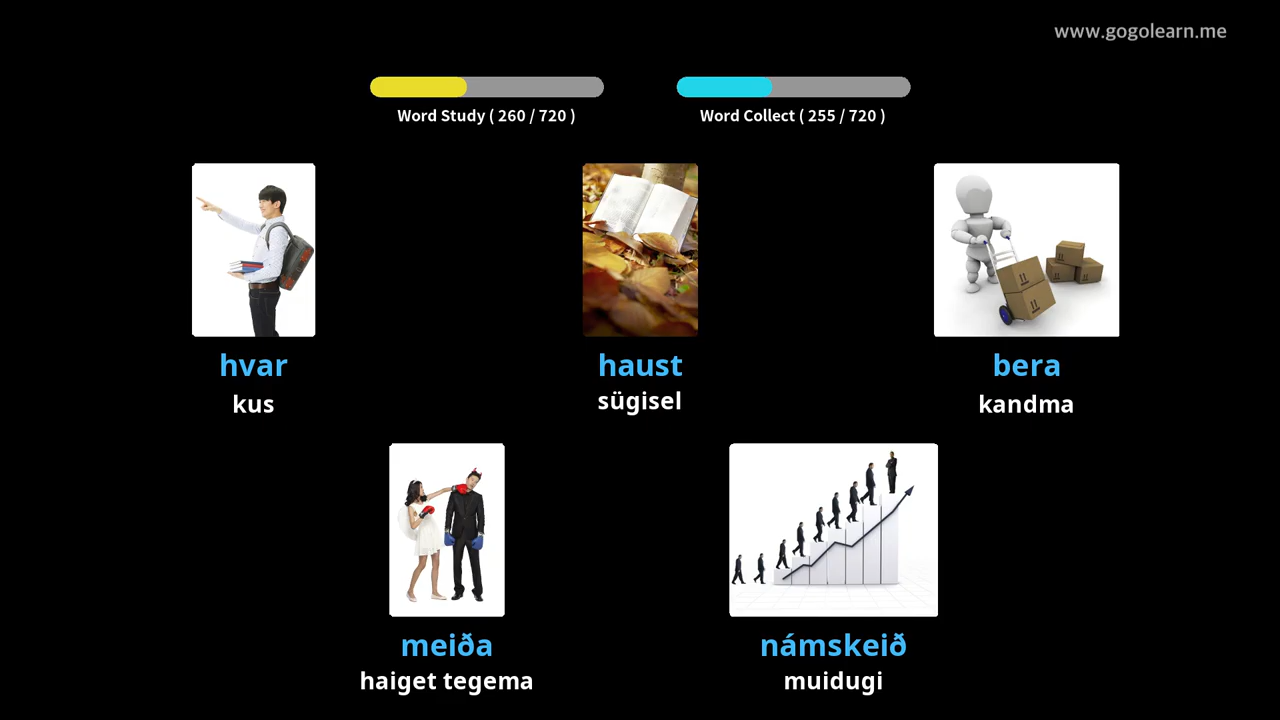 www.gogolearn.me
Word Study ( 260 / 720 )
Word Collect ( 255 / 720 )
hvar
kus
haust
sügisel
bera
kandma
meiða
haiget tegema
námskeið
muidugi